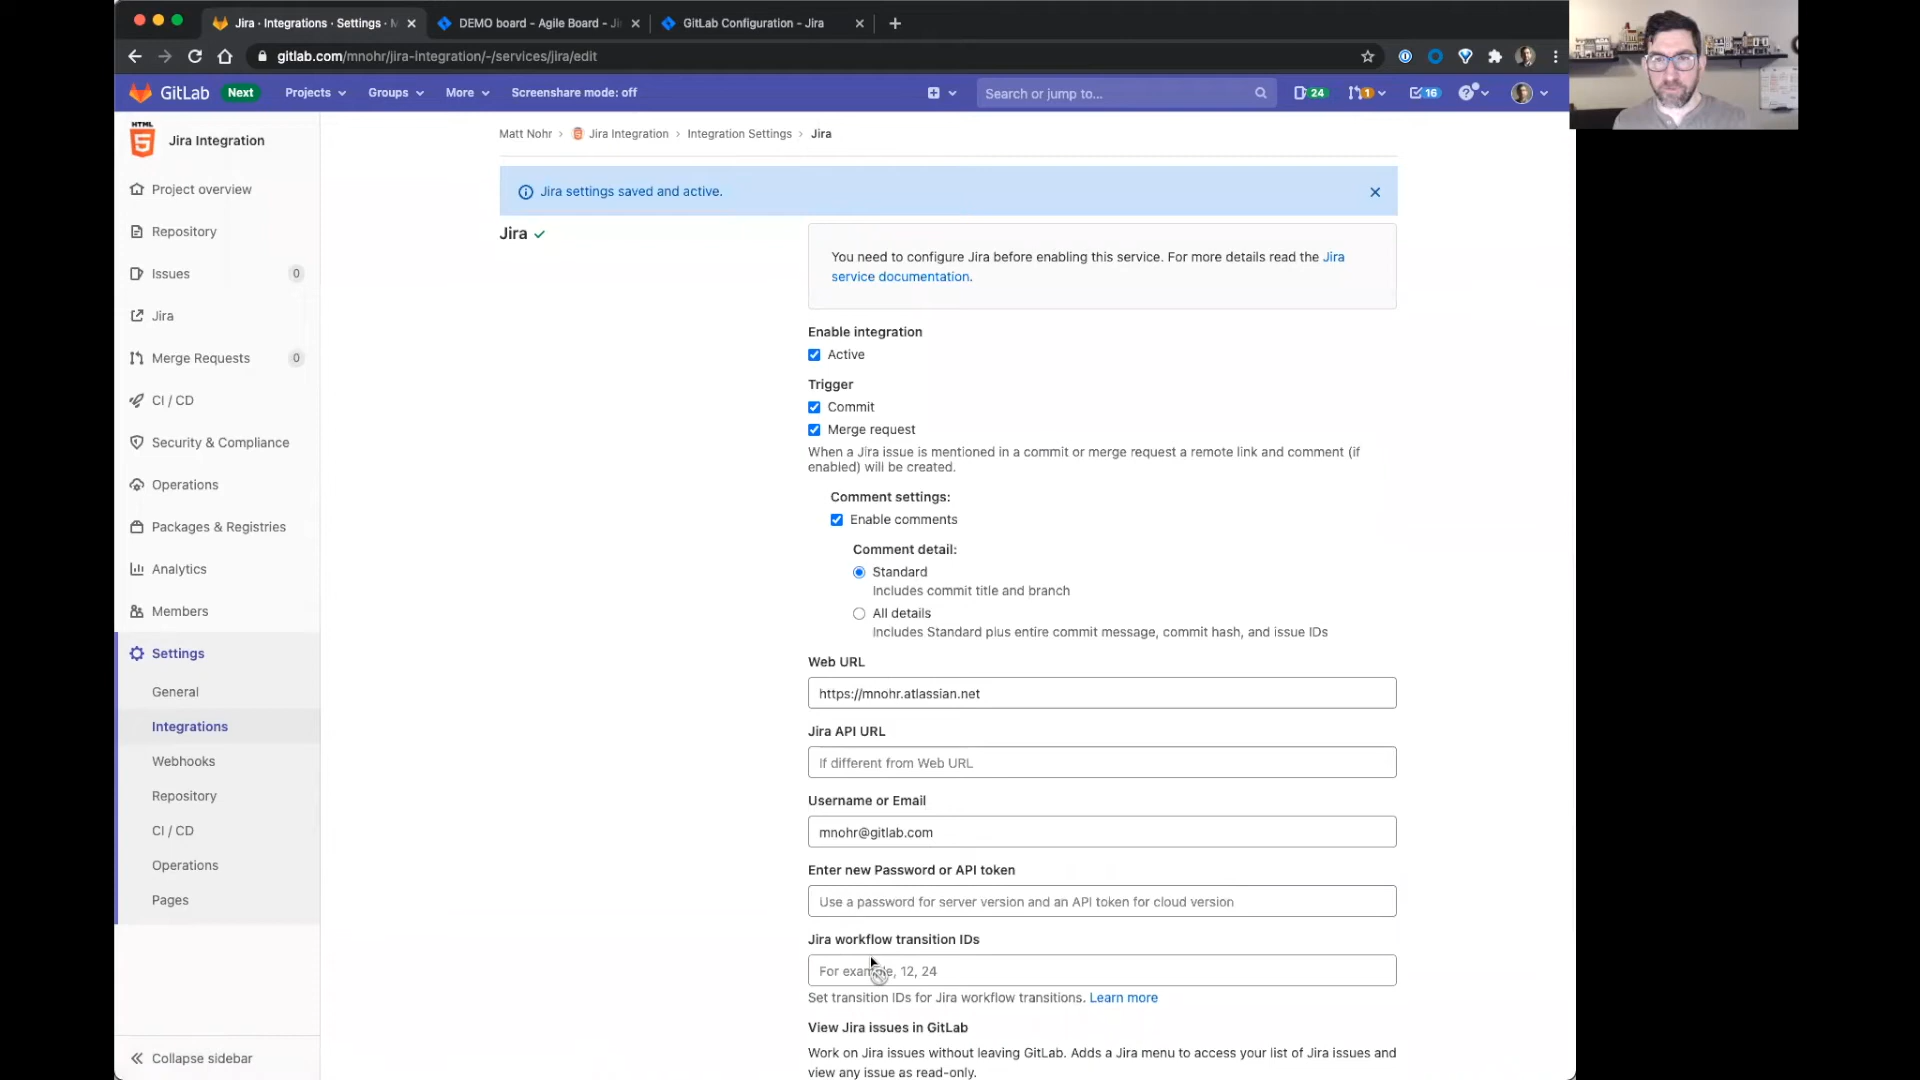 Jira · Integrations · Settings ·
DEMO board - Agile Board - Ji
GitLab Configuration - Jira
gitlab.com/mnohr/jira-integration/-/services/jira/edit
GitLab
Next
Projects
Groups
More
Screenshare mode: off
Search or jump to...
24
1
16
HTML
5
Jira Integration
Project overview
Repository
Issues
0
Jira
Merge Requests
0
CI / CD
Security & Compliance
Operations
Packages & Registries
Analytics
Members
Settings
General
Integrations
Webhooks
Repository
CI / CD
Operations
Pages
Collapse sidebar
Matt Nohr › Jira Integration › Integration Settings › Jira
Jira settings saved and active.
Jira
You need to configure Jira before enabling this service. For more details read the Jira
service documentation.
Enable integration
Active
Trigger
Commit
Merge request
When a Jira issue is mentioned in a commit or merge request a remote link and comment (if
enabled) will be created.
Comment settings:
Enable comments
Comment detail:
Standard
Includes commit title and branch
All details
Includes Standard plus entire commit message, commit hash, and issue IDs
Web URL
https://mnohr.atlassian.net
Jira API URL
If different from Web URL
Username or Email
mnohr@gitlab.com
Enter new Password or API token
Use a password for server version and an API token for cloud version
Jira workflow transition IDs
For example, 12, 24
Set transition IDs for Jira workflow transitions. Learn more
View Jira issues in GitLab
Work on Jira issues without leaving GitLab. Adds a Jira menu to access your list of Jira issues and
view any issue as read-only.